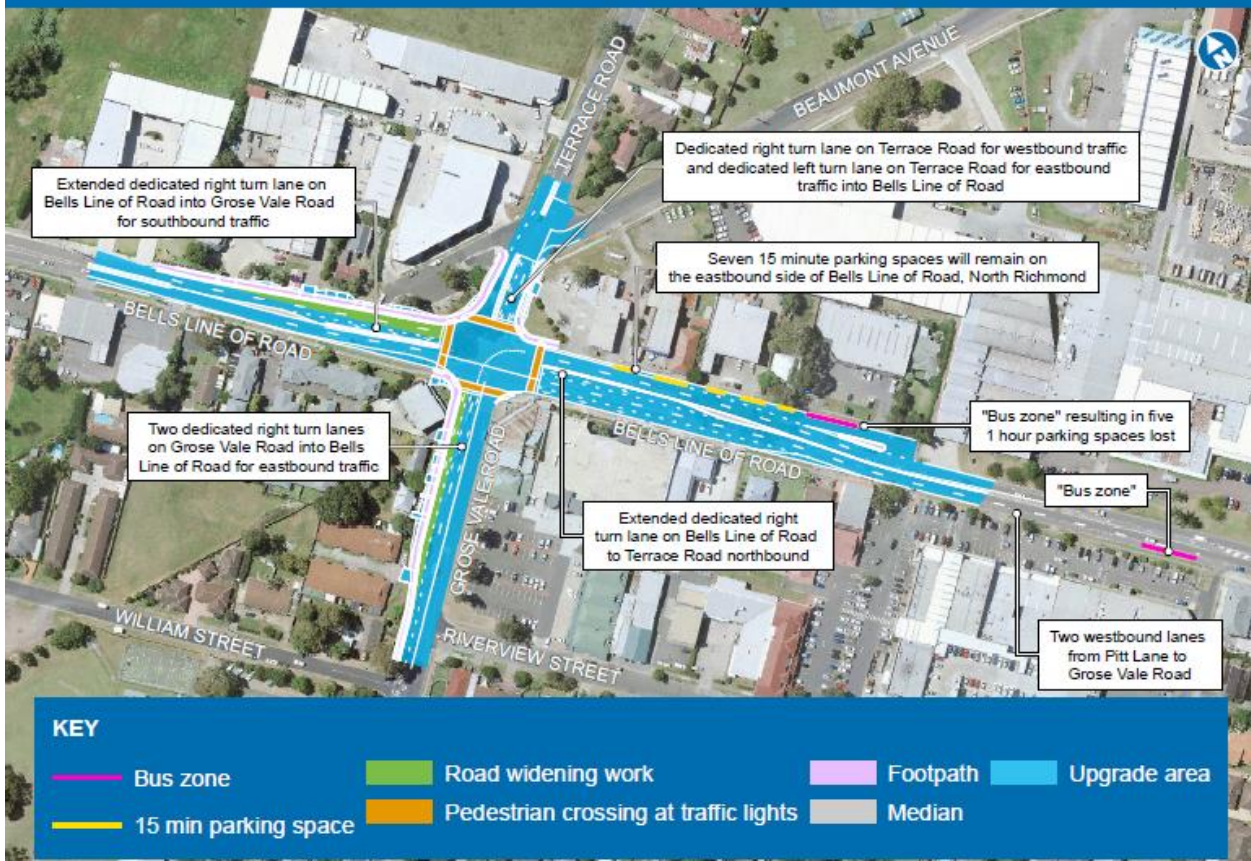 TERRACE ROAD
BEAUMONT AVENUE
Dedicated right turn lane on Terrace Road for westbound traffic
and dedicated left turn lane on Terrace Road for eastbound
traffic into Bells Line of Road
Extended dedicated right turn lane on
Bells Line of Road into Grose Vale Road
for southbound traffic
Seven 15 minute parking spaces will remain on
the eastbound side of Bells Line of Road, North Richmond
BELLS LINE OF ROAD
Two dedicated right turn lanes
on Grose Vale Road into Bells
Line of Road for eastbound traffic
GROSE VALE ROAD
BELLS LINE OF ROAD
"Bus zone" resulting in five
1 hour parking spaces lost
"Bus zone"
Extended dedicated right
turn lane on Bells Line of Road
to Terrace Road northbound
WILLIAM STREET
RIVERVIEW STREET
Two westbound lanes
from Pitt Lane to
Grose Vale Road
KEY
Bus zone
15 min parking space
Road widening work
Pedestrian crossing at traffic lights
Footpath
Median
Upgrade area
N